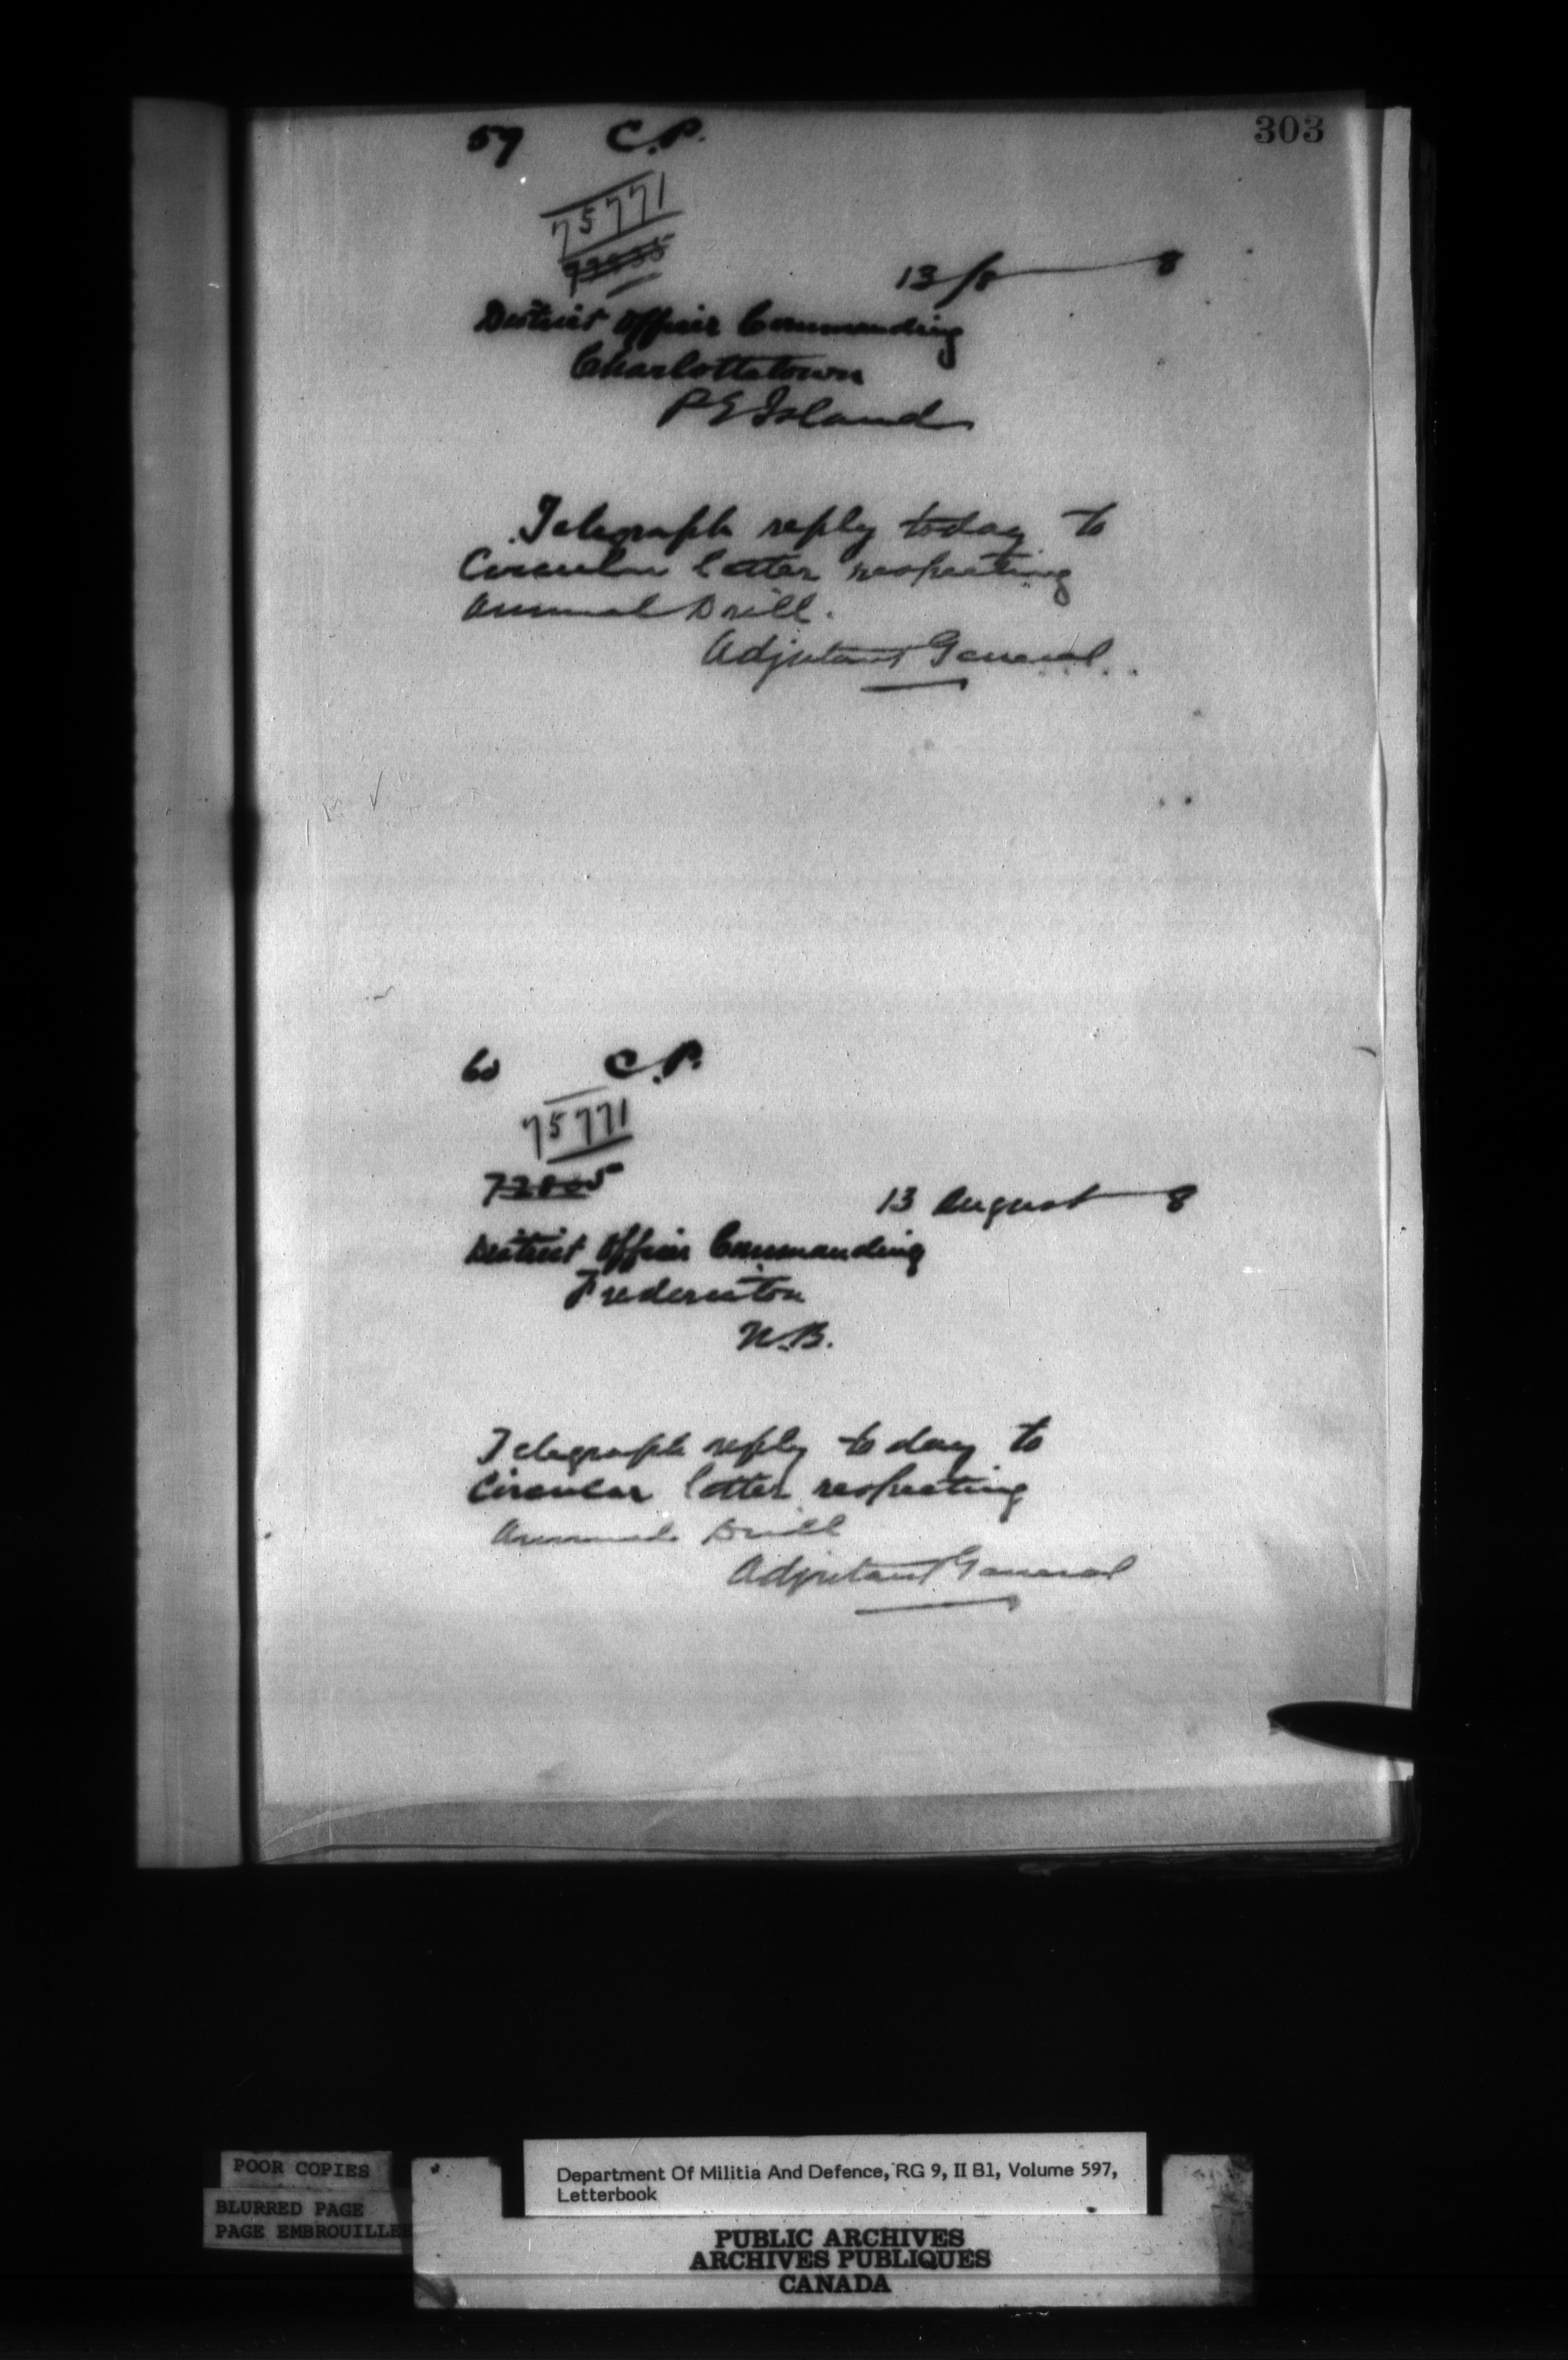 303
59 C.P.
75771
13/8 8
District Officer Commanding
Charlottetown
P E Island
Telegraph reply today to
Circular letter respecting
Annual Drill.
Adjutant General
60 C.P.
75771
13 August 8
District Officer Commanding
Fredericton
N.B.
Telegraph reply to day to
Circular letter respecting
Annual Drill
Adjutant General
POOR COPIES
BLURRED PAGE
PAGE EMBROUILLEE
Department Of Militia And Defence, RG 9, II B1, Volume 597,
Letterbook
PUBLIC ARCHIVES
ARCHIVES PUBLIQUES
CANADA